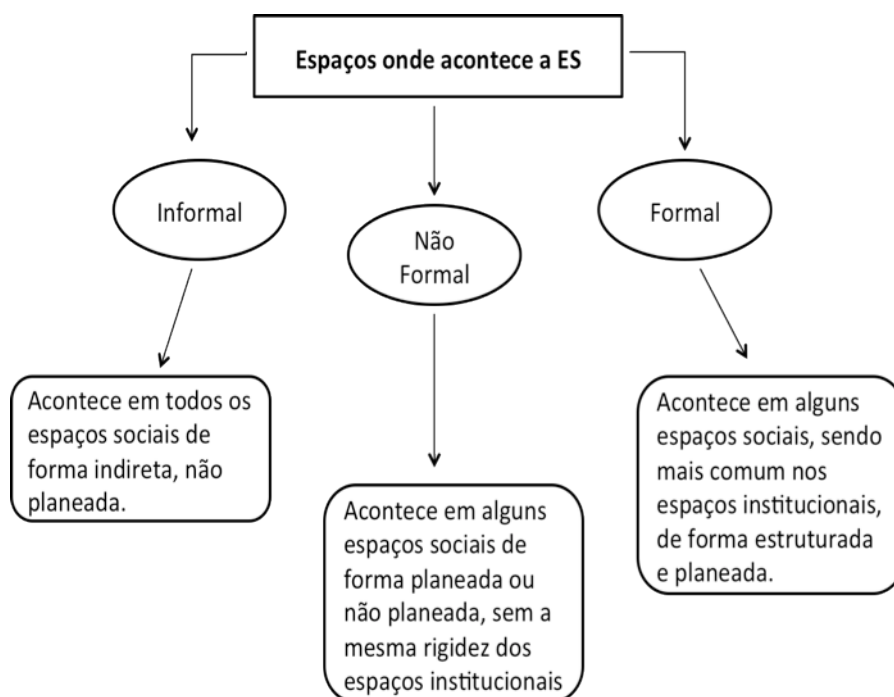 Espaços onde acontece a ES
Informal
Não
Formal
Formal
Acontece em todos os
espaços sociais de
forma indireta, não
planeada.
Acontece em alguns
espaços sociais de
forma planeada ou
não planeada, sem a
mesma rigidez dos
espaços institucionais
Acontece em alguns
espaços sociais, sendo
mais comum nos
espaços institucionais,
de forma estruturada
e planeada.